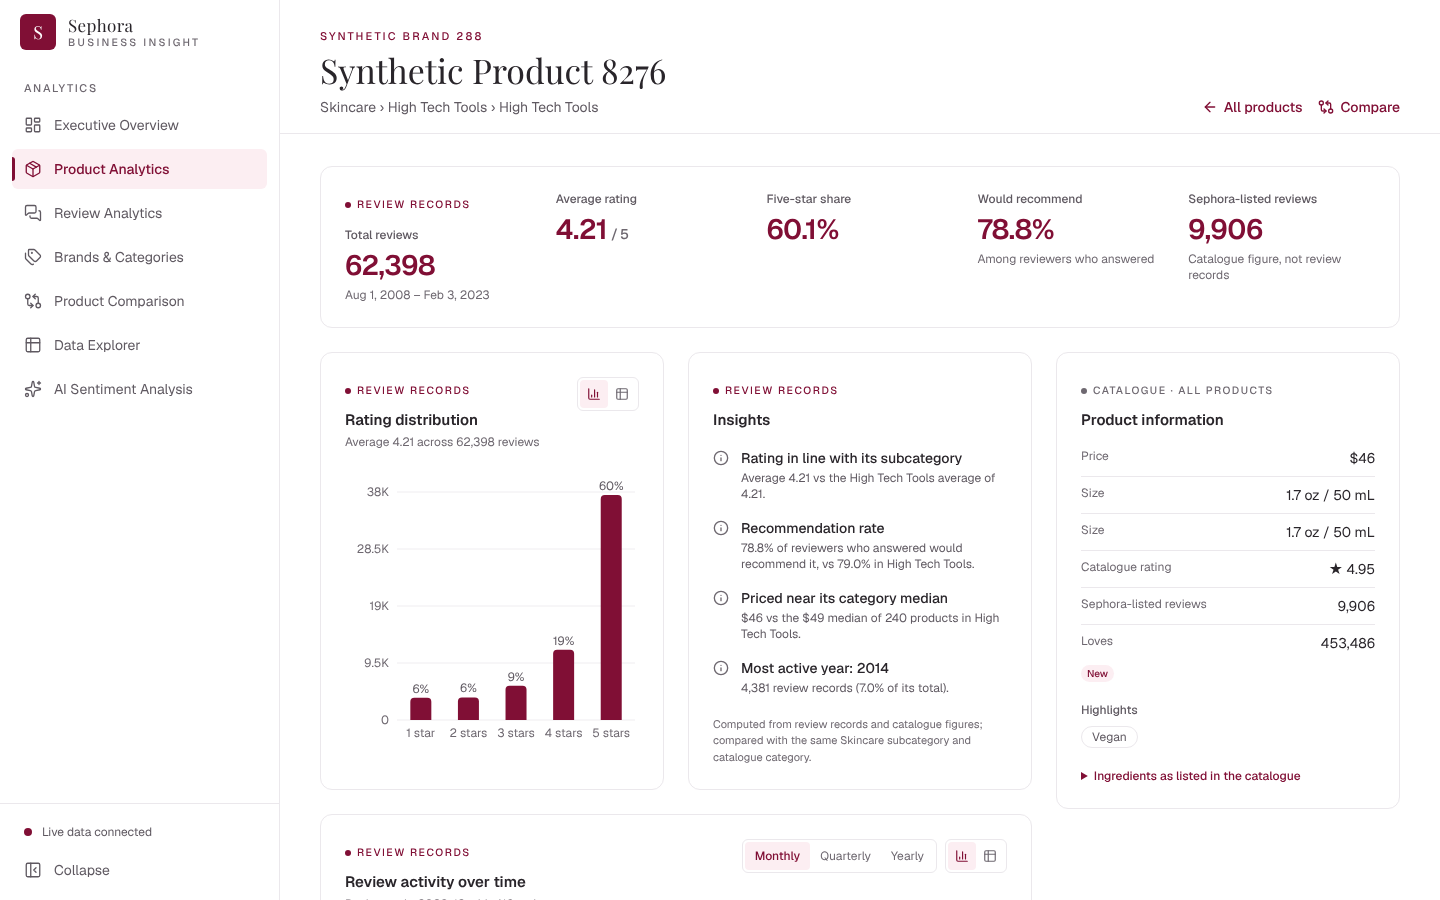 S
Sephora
BUSINESS INSIGHT
ANALYTICS
Executive Overview
Product Analytics
Review Analytics
Brands & Categories
Product Comparison
Data Explorer
AI Sentiment Analysis
Live data connected
Collapse
SYNTHETIC BRAND 288
Synthetic Product 8276
Skincare › High Tech Tools › High Tech Tools
All products
Compare
REVIEW RECORDS
Total reviews
62,398
Aug 1, 2008 – Feb 3, 2023
Average rating
4.21 / 5
Five-star share
60.1%
Would recommend
78.8%
Among reviewers who answered
Sephora-listed reviews
9,906
Catalogue figure, not review
records
REVIEW RECORDS
Rating distribution
Average 4.21 across 62,398 reviews
38K
28.5K
19K
9.5K
0
6%
6%
9%
19%
60%
1 star
2 stars
3 stars
4 stars
5 stars
REVIEW RECORDS
Insights
Rating in line with its subcategory
Average 4.21 vs the High Tech Tools average of
4.21.
Recommendation rate
78.8% of reviewers who answered would
recommend it, vs 79.0% in High Tech Tools.
Priced near its category median
$46 vs the $49 median of 240 products in High
Tech Tools.
Most active year: 2014
4,381 review records (7.0% of its total).
Computed from review records and catalogue figures;
compared with the same Skincare subcategory and
catalogue category.
CATALOGUE · ALL PRODUCTS
Product information
Price $46
Size 1.7 oz / 50 mL
Size 1.7 oz / 50 mL
Catalogue rating ★ 4.95
Sephora-listed reviews 9,906
Loves 453,486
New
Highlights
Vegan
Ingredients as listed in the catalogue
REVIEW RECORDS
Review activity over time
Monthly Quarterly Yearly